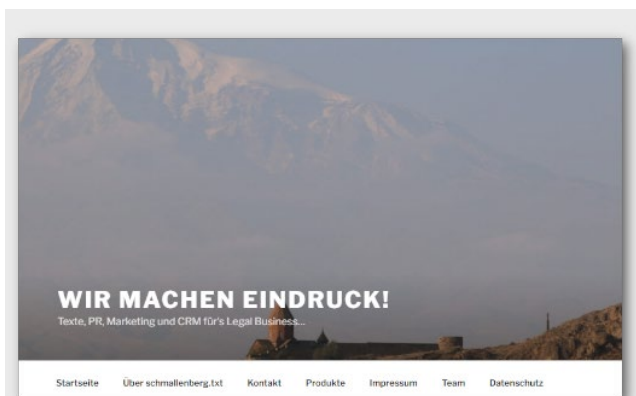 WIR MACHEN EINDRUCK!
Texte, PR, Marketing und CRM für's Legal Business...
Startseite Über schmallenberg.txt Kontakt Produkte Impressum Team Datenschutz